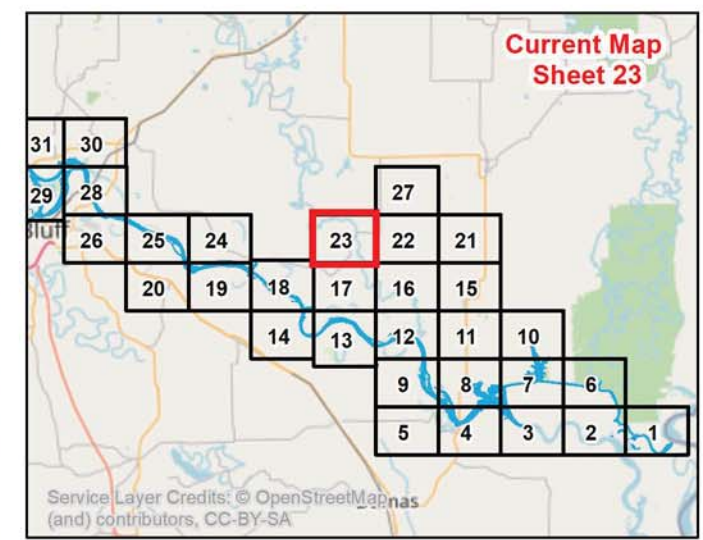 Current Map
Sheet 23
31 30
27
29 28
Bluff
26 25 24 23 22 21
20 19 18 17 16 15
14 13 12 11 10
9 8 7 6
5 4 3 2 1
Service Layer Credits: © OpenStreetMap
(and) contributors, CC-BY-SA